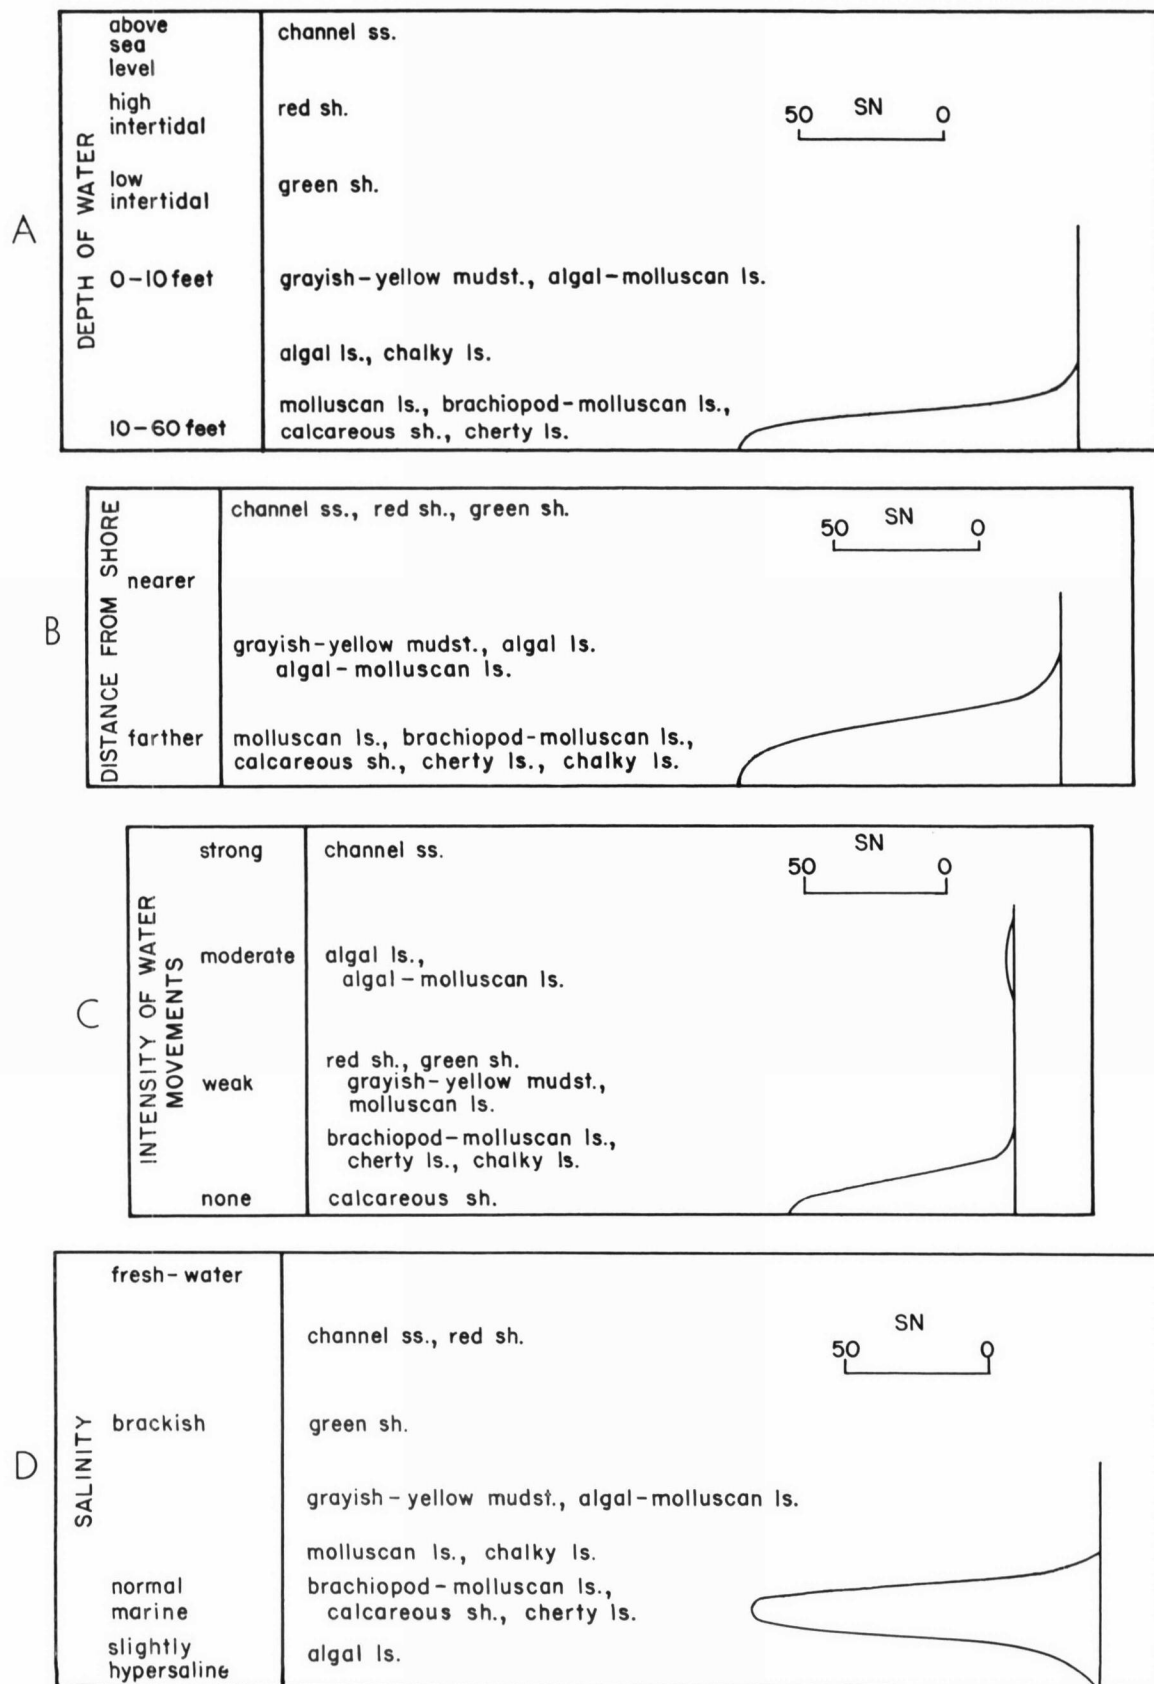 A
DEPTH OF WATER
above
sea
level
channel ss.
high
intertidal
red sh.
50 SN 0
low
intertidal
green sh.
0-10 feet
grayish-yellow mudst., algal-molluscan ls.
algal ls., chalky ls.
10-60 feet
molluscan ls., brachiopod-molluscan ls.,
calcareous sh., cherty ls.
B
DISTANCE FROM SHORE
channel ss., red sh., green sh.
50 SN 0
nearer
grayish-yellow mudst., algal ls.
algal-molluscan ls.
farther
molluscan ls., brachiopod-molluscan ls.,
calcareous sh., cherty ls., chalky ls.
C
INTENSITY OF WATER
MOVEMENTS
strong
channel ss.
50 SN 0
moderate
algal ls.,
algal-molluscan ls.
weak
red sh., green sh.
grayish-yellow mudst.,
molluscan ls.
brachiopod-molluscan ls.,
cherty ls., chalky ls.
none
calcareous sh.
D
SALINITY
fresh-water
channel ss., red sh.
50 SN 0
brackish
green sh.
grayish-yellow mudst., algal-molluscan ls.
molluscan ls., chalky ls.
normal
marine
brachiopod-molluscan ls.,
calcareous sh., cherty ls.
slightly
hypersaline
algal ls.